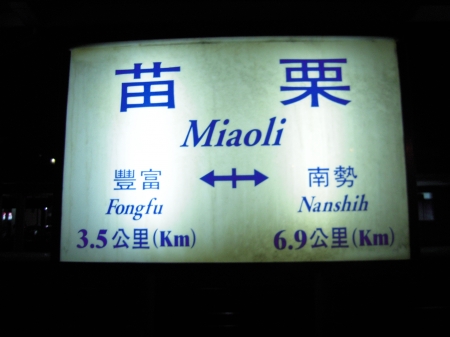 苗栗
Miaoli
豐富 南勢
Fongfu Nanshih
3.5公里(Km) 6.9公里(Km)